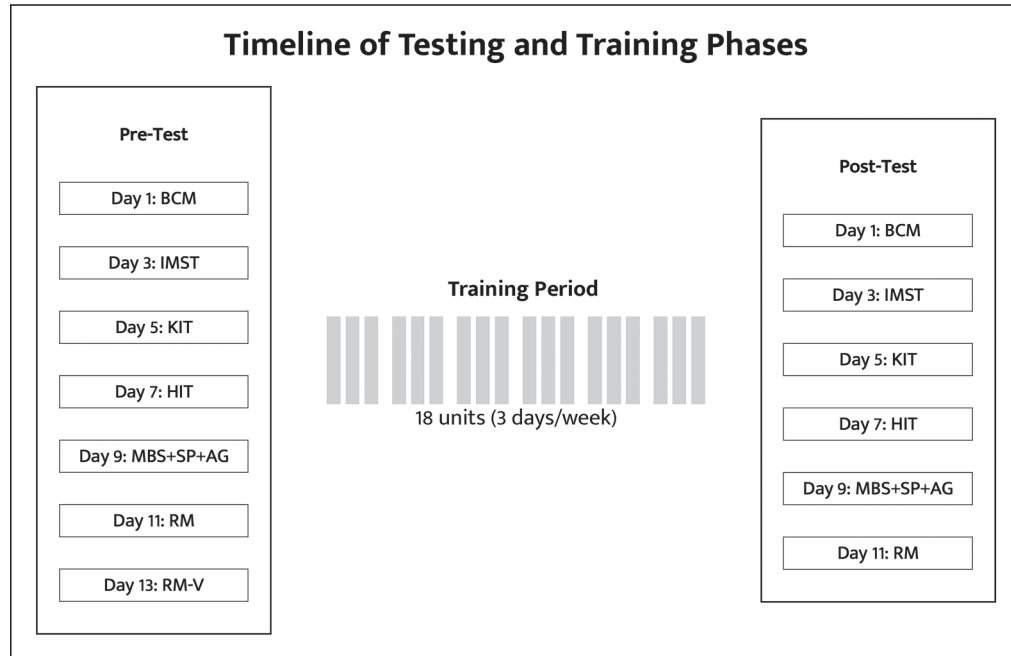 Timeline of Testing and Training Phases
Pre-Test
Day 1: BCM
Day 3: IMST
Day 5: KIT
Day 7: HIT
Day 9: MBS+SP+AG
Day 11: RM
Day 13: RM-V
Training Period
18 units (3 days/week)
Post-Test
Day 1: BCM
Day 3: IMST
Day 5: KIT
Day 7: HIT
Day 9: MBS+SP+AG
Day 11: RM